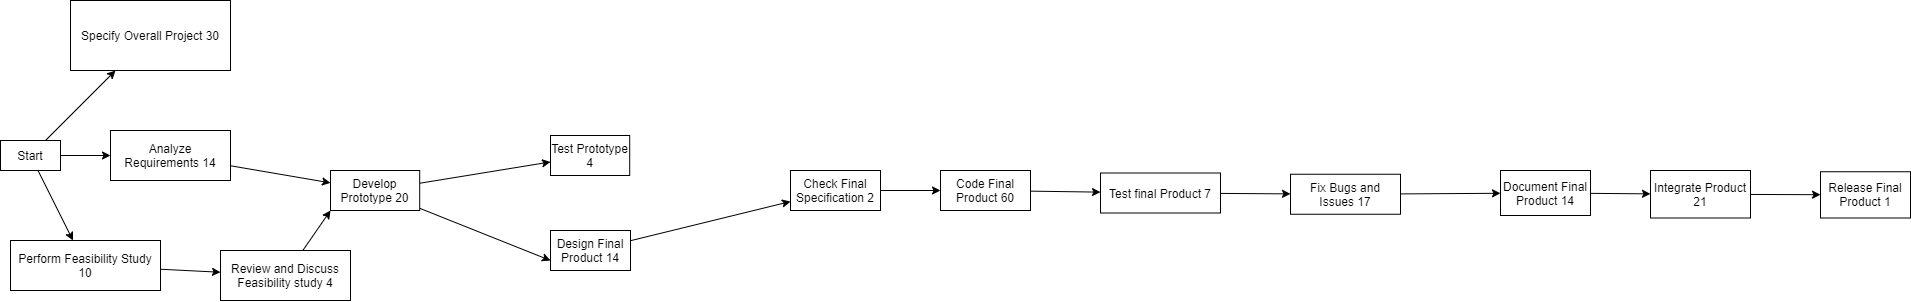 Specify Overall Project 30
Start
Analyze
Requirements 14
Perform Feasibility Study
10
Review and Discuss
Feasibility study 4
Develop
Prototype 20
Test Prototype
4
Design Final
Product 14
Check Final
Specification 2
Code Final
Product 60
Test final Product 7
Fix Bugs and
Issues 17
Document Final
Product 14
Integrate Product
21
Release Final
Product 1